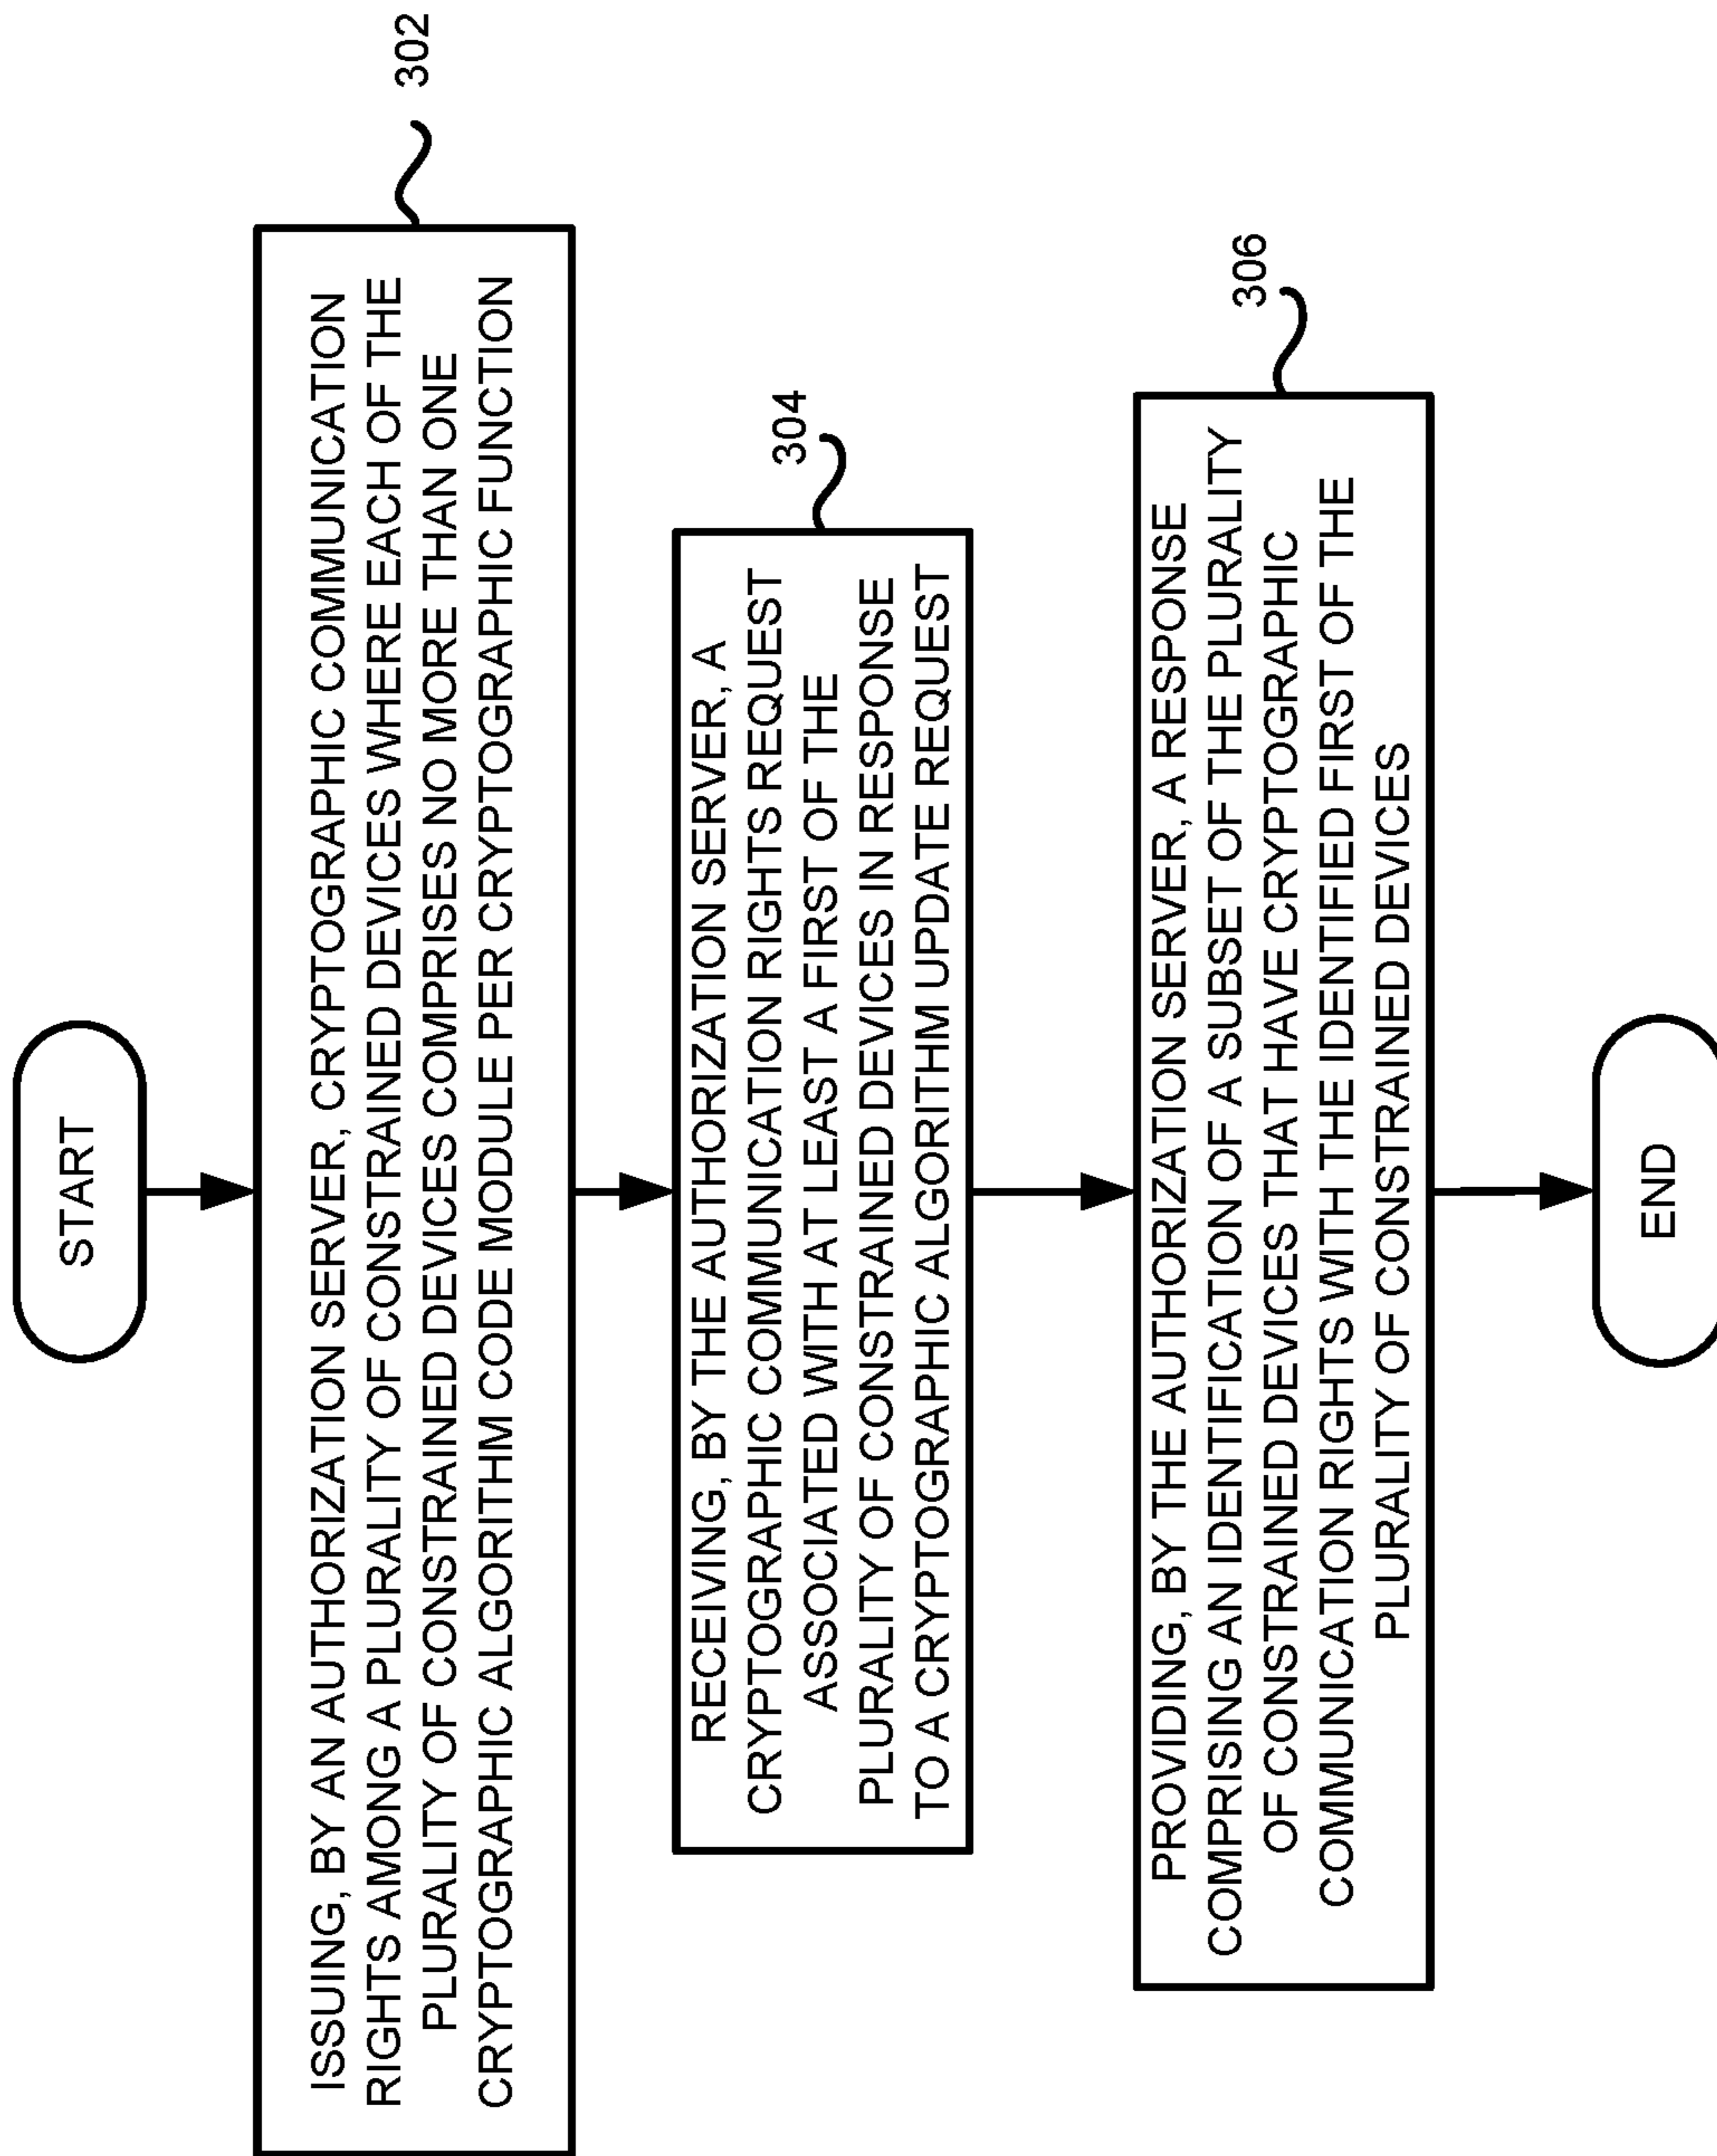 START
ISSUING, BY AN AUTHORIZATION SERVER, CRYPTOGRAPHIC COMMUNICATION
RIGHTS AMONG A PLURALITY OF CONSTRAINED DEVICES WHERE EACH OF THE
PLURALITY OF CONSTRAINED DEVICES COMPRISES NO MORE THAN ONE
CRYPTOGRAPHIC ALGORITHM CODE MODULE PER CRYPTOGRAPHIC FUNCTION
302
RECEIVING, BY THE AUTHORIZATION SERVER, A
CRYPTOGRAPHIC COMMUNICATION RIGHTS REQUEST
ASSOCIATED WITH AT LEAST A FIRST OF THE
PLURALITY OF CONSTRAINED DEVICES IN RESPONSE
TO A CRYPTOGRAPHIC ALGORITHM UPDATE REQUEST
304
PROVIDING, BY THE AUTHORIZATION SERVER, A RESPONSE
COMPRISING AN IDENTIFICATION OF A SUBSET OF THE PLURALITY
OF CONSTRAINED DEVICES THAT HAVE CRYPTOGRAPHIC
COMMUNICATION RIGHTS WITH THE IDENTIFIED FIRST OF THE
PLURALITY OF CONSTRAINED DEVICES
306
END